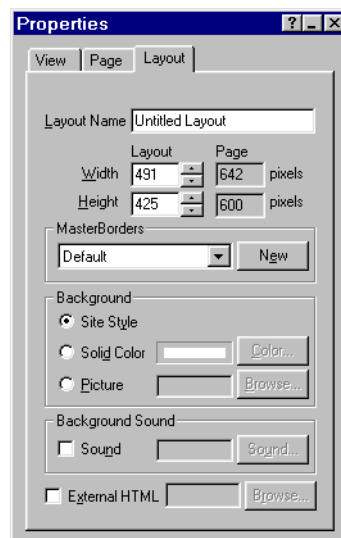 Properties
View Page Layout
Layout Name Untitled Layout
Layout Page
Width 491 642 pixels
Height 425 600 pixels
MasterBorders
Default New
Background
Site Style
Solid Color Color...
Picture Browse...
Background Sound
Sound Sound...
External HTML Browse...